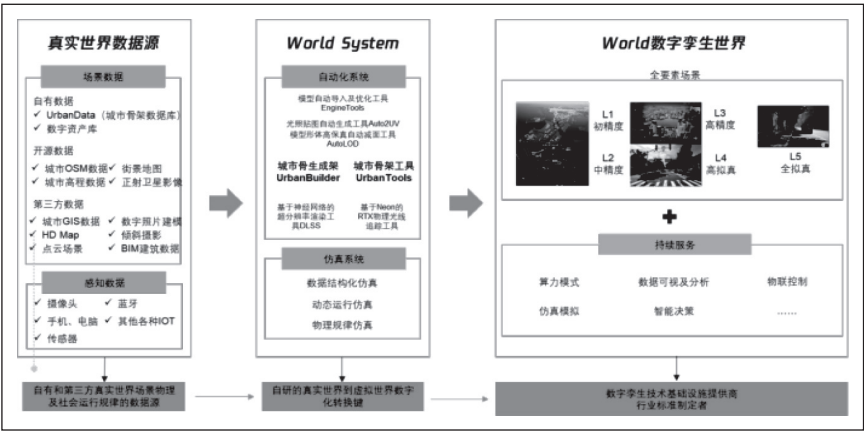 真实世界数据源
场景数据
自有数据
✓ UrbanData（城市骨架数据库）
✓ 数字资产库
开源数据
✓ 城市OSM数据 ✓ 街景地图
✓ 城市高程数据 ✓ 正射卫星影像
第三方数据
✓ 城市GIS数据 ✓ 数字照片建模
✓ HD Map ✓ 倾斜摄影
✓ 点云场景 ✓ BIM建筑数据
感知数据
✓ 摄像头 ✓ 蓝牙
✓ 手机、电脑 ✓ 其他各种IOT
✓ 传感器
自有和第三方真实世界场景物理
及社会运行规律的数据源
World System
自动化系统
模型自动导入及优化工具
EngineTools
光照贴图自动生成工具Auto2UV
模型形体高保真自动减面工具
AutoLOD
城市骨生成架 城市骨架工具
UrbanBuilder UrbanTools
基于神经网络的
超分辨率渲染工
具DLSS
基于Neon的
RTX物理光线
追踪工具
仿真系统
数据结构化仿真
动态运行仿真
物理规律仿真
自研的真实世界到虚拟世界数字
化转换键
World数字孪生世界
全要素场景
L1
初精度
L2
中精度
L3
高精度
L4
高拟真
L5
全拟真
+
持续服务
算力模式 数据可视及分析 物联控制
仿真模拟 智能决策 ……
数字孪生技术基础设施提供商
行业标准制定者